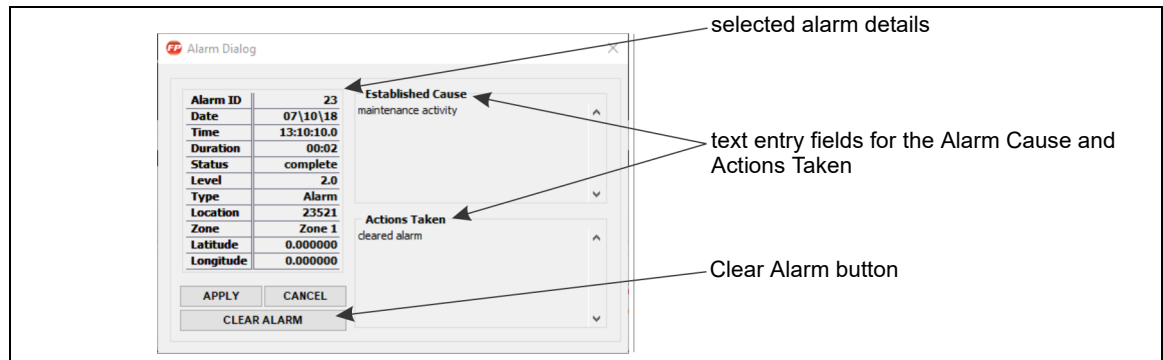 selected alarm details
FP Alarm Dialog
Alarm ID 23
Date 07\10\18
Time 13:10:10.0
Duration 00:02
Status complete
Level 2.0
Type Alarm
Location 23521
Zone Zone 1
Latitude 0.000000
Longitude 0.000000
APPLY CANCEL
CLEAR ALARM
Established Cause
maintenance activity
Actions Taken
cleared alarm
text entry fields for the Alarm Cause and
Actions Taken
Clear Alarm button